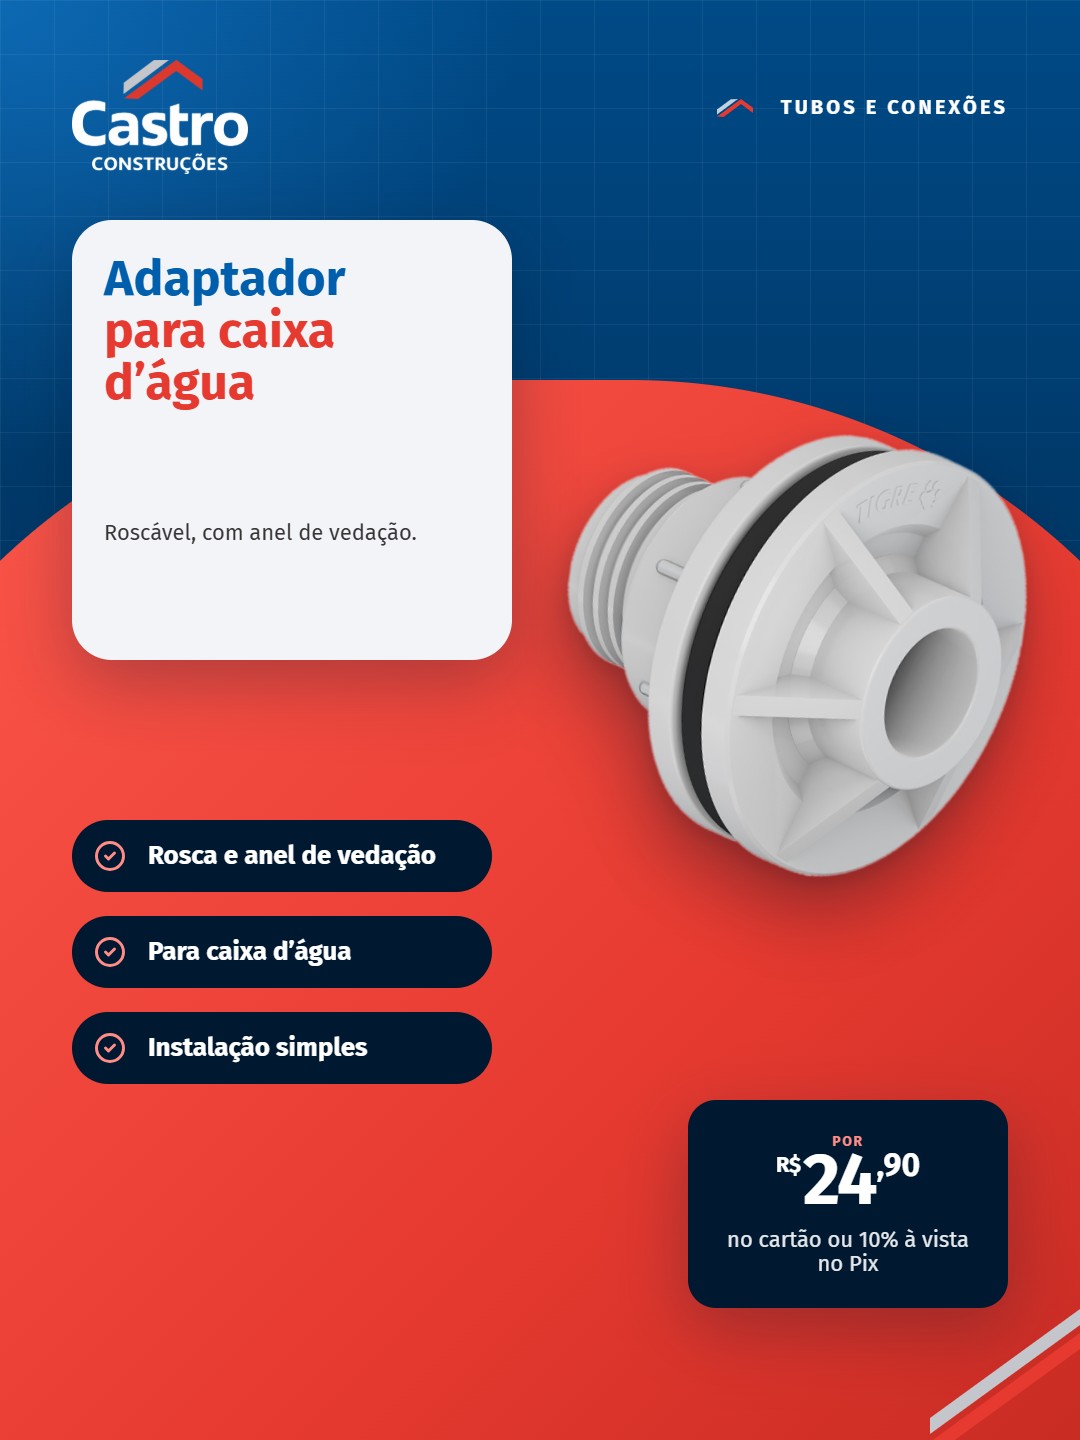 Castro
CONSTRUÇÕES
TUBOS E CONEXÕES
Adaptador
para caixa
d’água
Roscável, com anel de vedação.
TIGRE
Rosca e anel de vedação
Para caixa d’água
Instalação simples
POR
R$24,90
no cartão ou 10% à vista
no Pix